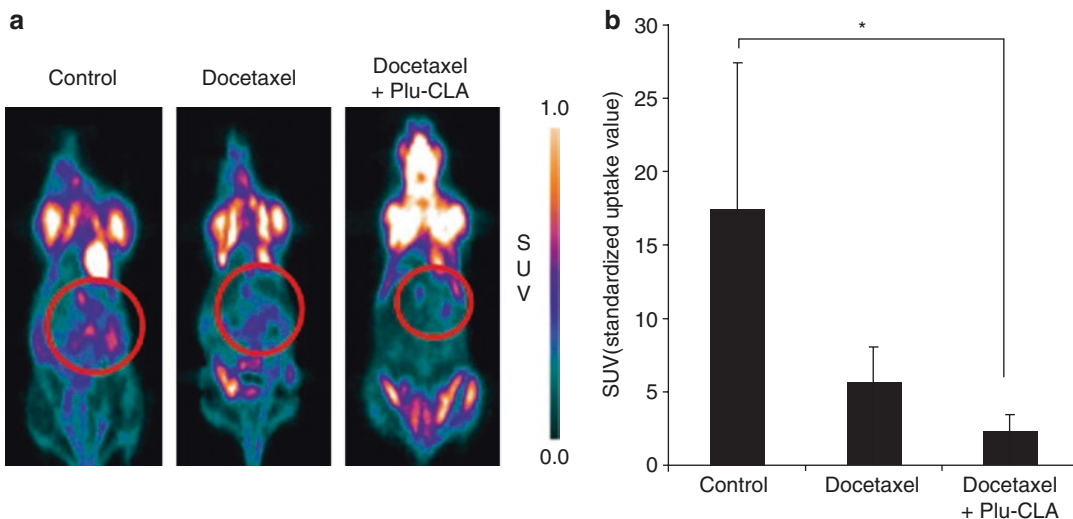 a
Control
Docetaxel
Docetaxel
+ Plu-CLA
1.0
S
U
V
0.0
b
*
SUV(standardized uptake value)
30
25
20
15
10
5
0
Control
Docetaxel
Docetaxel
+ Plu-CLA